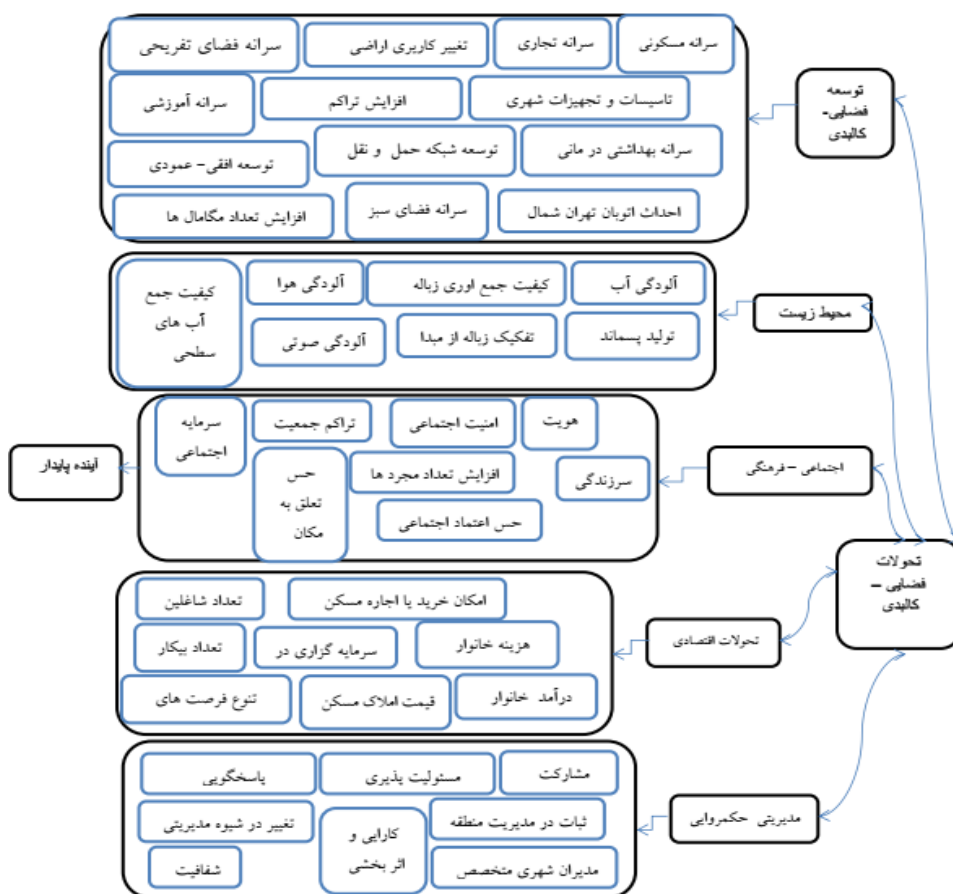 سرانه مسکونی
سرانه تجاری
تغییر کاربری اراضی
سرانه فضای تفریحی
تاسیسات و تجهیزات شهری
افزایش تراکم
سرانه آموزشی
سرانه بهداشتی در مانی
توسعه شبکه حمل و نقل
توسعه افقی- عمودی
احداث اتوبان تهران شمال
سرانه فضای سبز
افزایش تعداد مگامال ها
توسعه
فضایی-
کالبدی
آلودگی آب
کیفیت جمع اوری زباله
آلودگی هوا
کیفیت جمع
آب های
سطحی
تولید پسماند
تفکیک زباله از مبدا
آلودگی صوتی
محیط زیست
هویت
امنیت اجتماعی
تراکم جمعیت
سرمایه
اجتماعی
سرزندگی
افزایش تعداد مجرد ها
حس
تعلق به
مکان
حس اعتماد اجتماعی
اجتماعی – فرهنگی
آینده پایدار
تحولات
فضایی –
کالبدی
امکان خرید یا اجاره مسکن
تعداد شاغلین
هزینه خانوار
سرمایه گزاری در
تعداد بیکار
درآمد خانوار
قیمت املاک مسکن
تنوع فرصت های
تحولات اقتصادی
مشارکت
مسئولیت پذیری
پاسخگویی
ثبات در مدیریت منطقه
کارایی و
اثر بخشی
تغییر در شیوه مدیریتی
مدیران شهری متخصص
شفافیت
مدیریتی حکمروایی